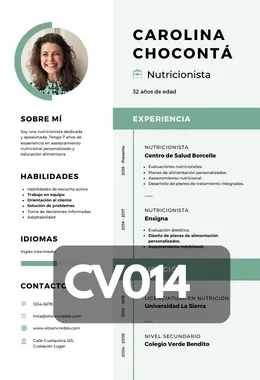 CAROLINA
CHOCONTÁ
Nutricionista
32 años de edad
SOBRE MÍ
Soy una nutricionista dedicada
y apasionada. Tengo 7 años de
experiencia en asesoramiento
nutricional personalizado y
educación alimentaria.
HABILIDADES
Habilidades de escucha activa
Trabajo en equipo
Orientación al cliente
Solución de problemas
Toma de decisiones informadas
Adaptabilidad
IDIOMAS
Inglés intermedio
CONTACTO
1234-5678
hola@sitioincreible.com
www.sitioincreible.com
Calle Cualquiera 123,
Cualquier Lugar
EXPERIENCIA
Presente
NUTRICIONISTA
Centro de Salud Borcelle
Evaluaciones nutricionales.
Planes de alimentación personalizados.
Asesoramiento nutricional.
Desarrollo de planes de tratamiento integrados.
2016 - 2017
NUTRICIONISTA
Ensigna
Evaluación dietética.
Diseño de planes de alimentación
personalizados.
Asesoramiento nutricional.
CV014
LICENCIATURA EN NUTRICIÓN
Universidad La Sierra
2004 - 2009
NIVEL SECUNDARIO
Colegio Verde Bendito